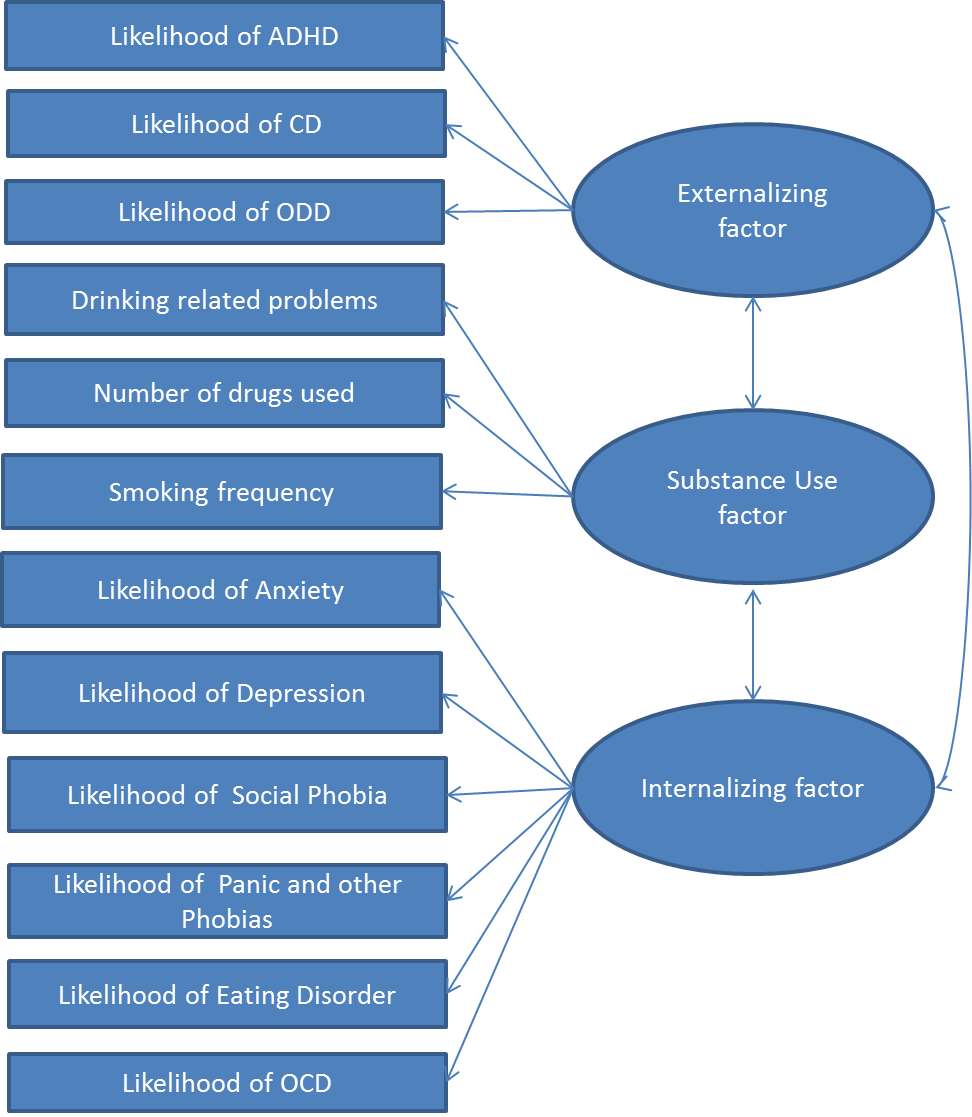 Likelihood of ADHD
Likelihood of CD
Likelihood of ODD
Drinking related problems
Number of drugs used
Smoking frequency
Likelihood of Anxiety
Likelihood of Depression
Likelihood of  Social Phobia
Likelihood of  Panic and other
Phobias
Likelihood of Eating Disorder
Likelihood of OCD
Externalizing
factor
Substance Use
factor
Internalizing factor